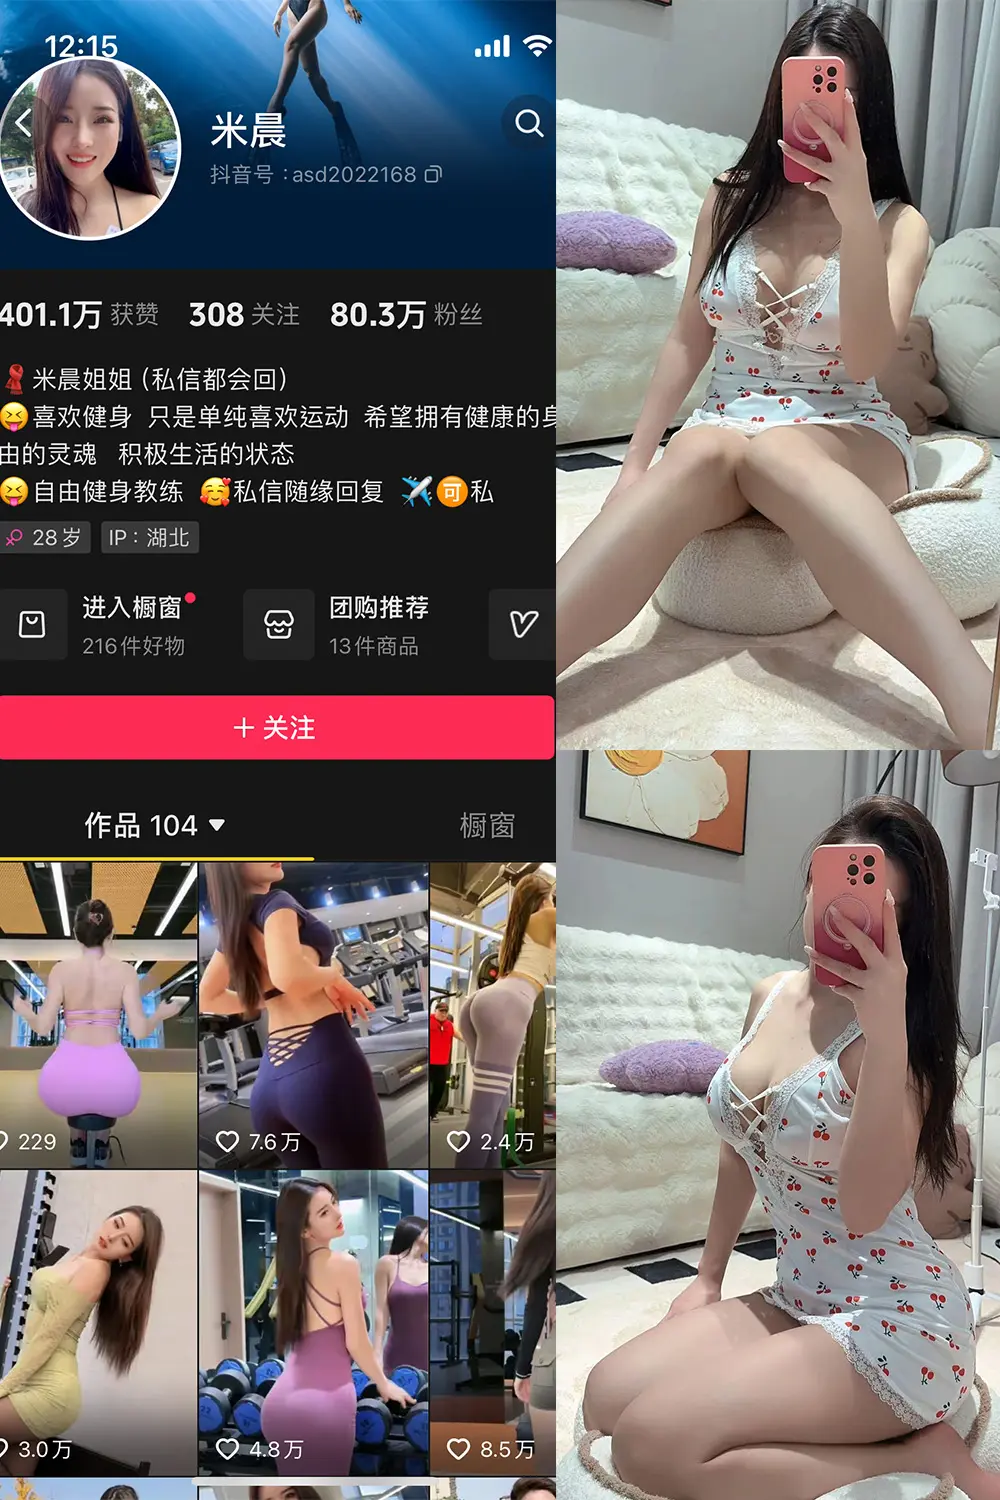 12:15
米晨
抖音号：asd2022168
401.1万 获赞 308 关注 80.3万 粉丝
米晨姐姐 (私信都会回)
喜欢健身 只是单纯喜欢运动 希望拥有健康的身
由的灵魂 积极生活的状态
自由健身教练 🥰私信随缘回复 ✈️🉑私
28岁 IP：湖北
进入橱窗 团购推荐
216件好物 13件商品
+ 关注
作品 104 橱窗
229 7.6万 2.4万
3.0万 4.8万 8.5万